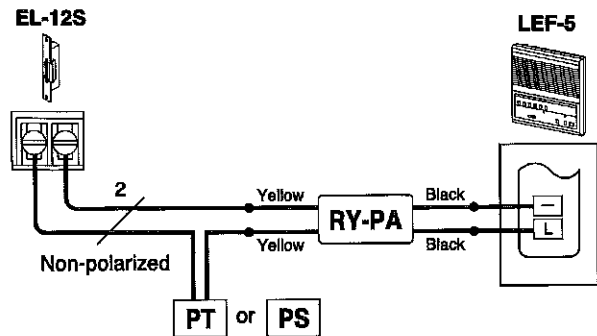 EL-12S
LEF-5
2
Yellow
Black
RY-PA
—
Yellow
Black
L
Non-polarized
PT or PS